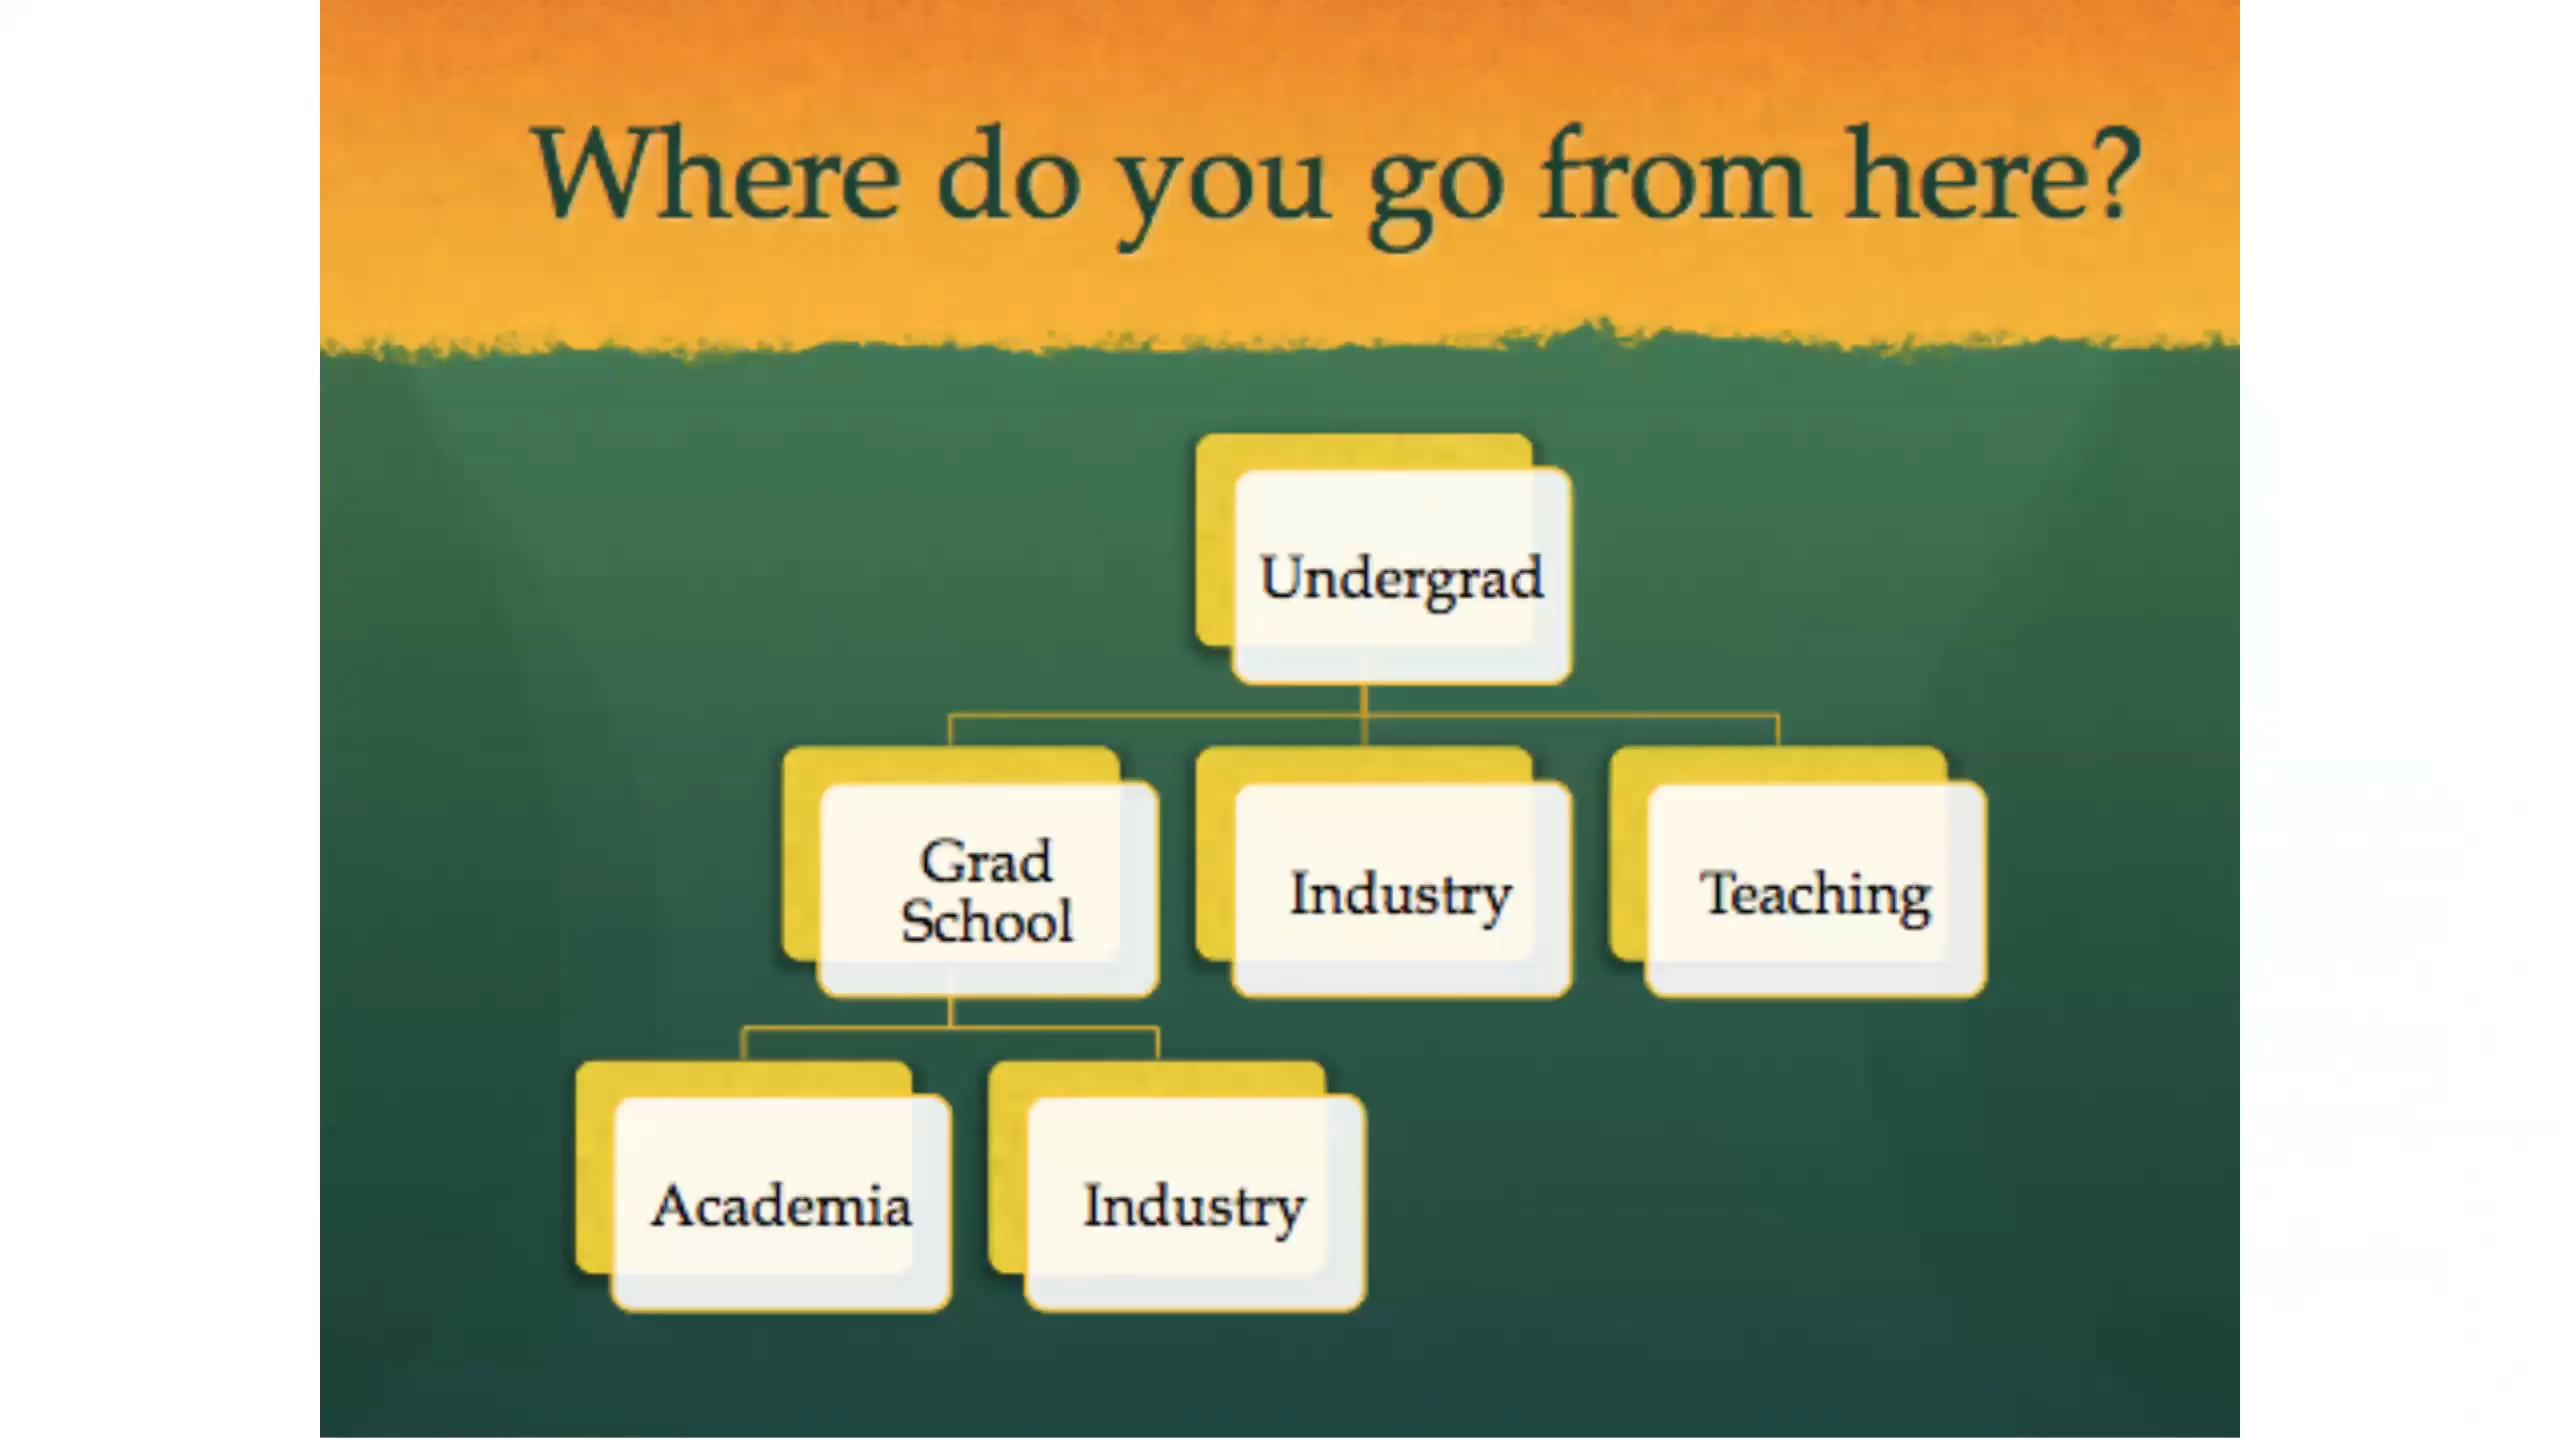 Where do you go from here?
Undergrad
Grad
School
Industry
Teaching
Academia
Industry